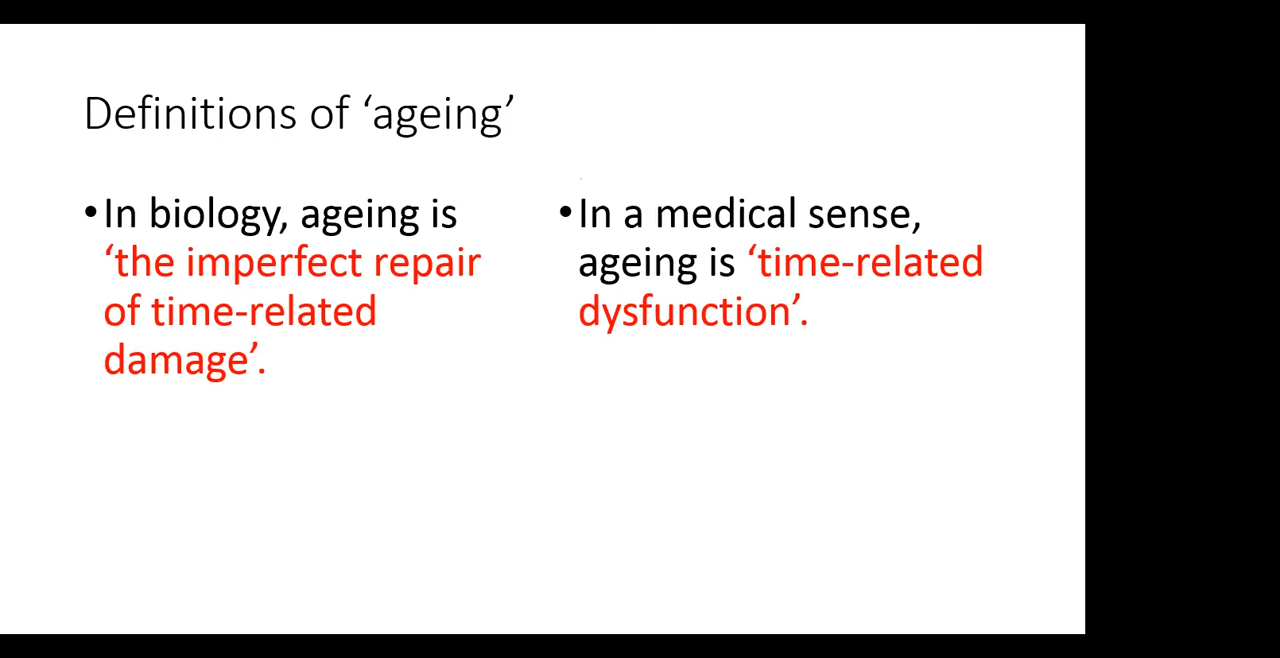 Definitions of ‘ageing’
•In biology, ageing is
‘the imperfect repair
of time-related
damage’.
•In a medical sense,
ageing is ‘time-related
dysfunction’.